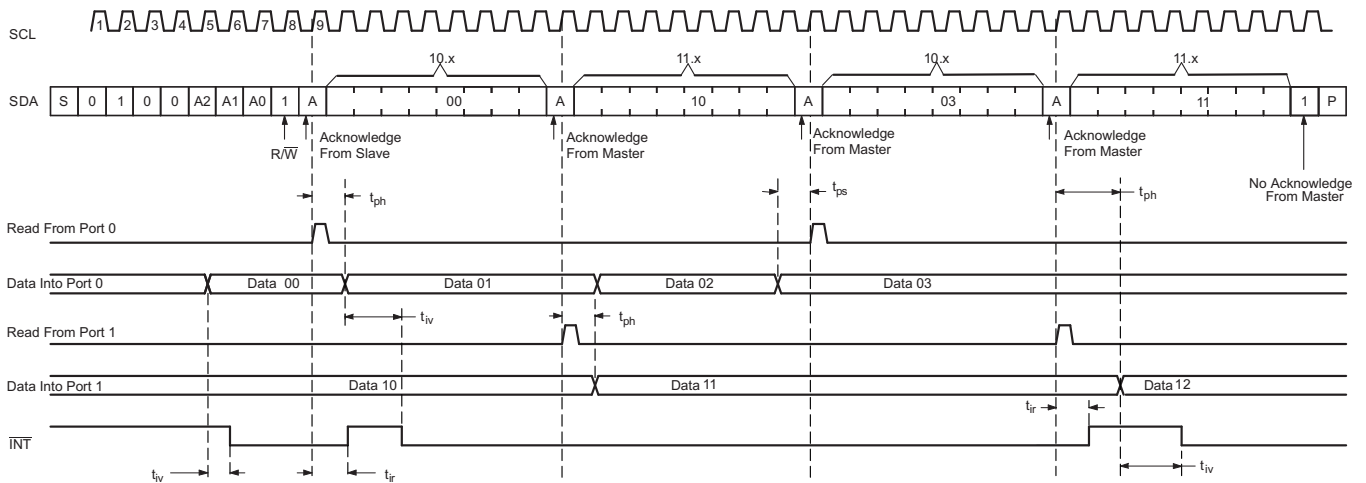 SCL
1 2 3 4 5 6 7 8 9
10.x 11.x 10.x 11.x
SDA S 0 1 0 0 A2 A1 A0 1 A 00 A 10 A 03 A 11 1 P
R/W
Acknowledge
From Slave
Acknowledge
From Master
Acknowledge
From Master
Acknowledge
From Master
No Acknowledge
From Master
tph
tps
tph
Read From Port 0
Data Into Port 0 Data 00 Data 01 Data 02 Data 03
tiv
tph
Read From Port 1
Data Into Port 1 Data 10 Data 11 Data 12
tir
INT
tiv
tir
tiv